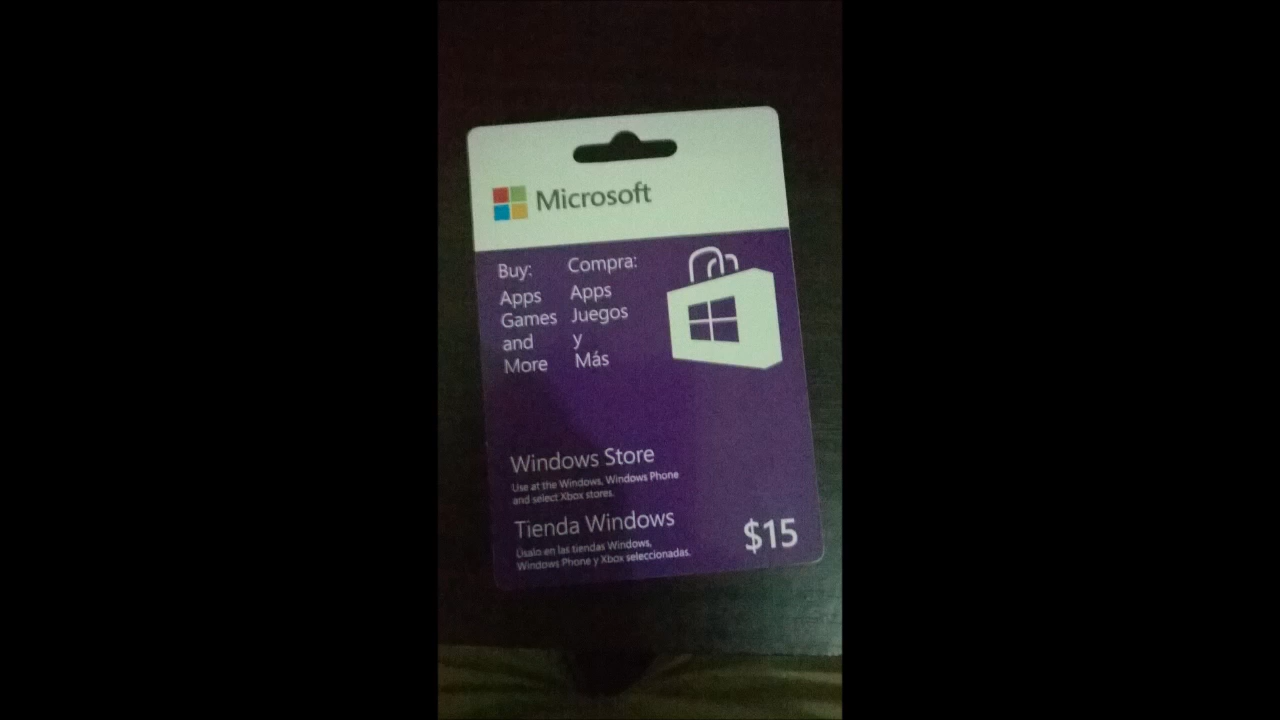 Microsoft
Buy:
Apps
Games
and
More
Compra:
Apps
Juegos
y
Más
Windows Store
Use at the Windows, Windows Phone
and select Xbox stores.
Tienda Windows
Úsalo en las tiendas Windows,
Windows Phone y Xbox seleccionadas.
$15